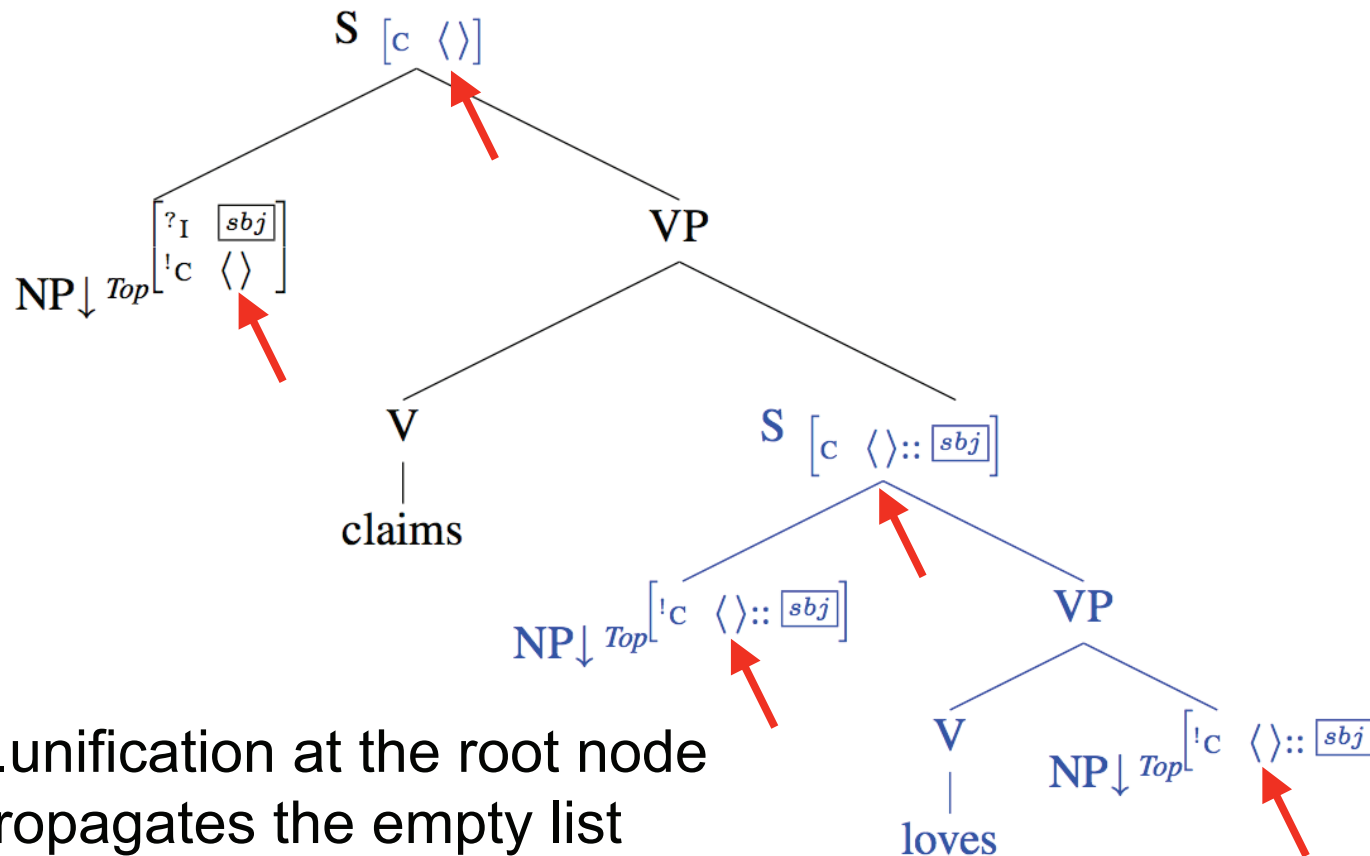 S [C ⟨⟩]
NP↓ Top [?I sbj
!C ⟨⟩]
VP
V
claims
S [C ⟨⟩:: sbj]
NP↓ Top [!C ⟨⟩:: sbj]
VP
V
loves
NP↓ Top [!C ⟨⟩:: sbj
.unification at the root node
ropagates the empty list